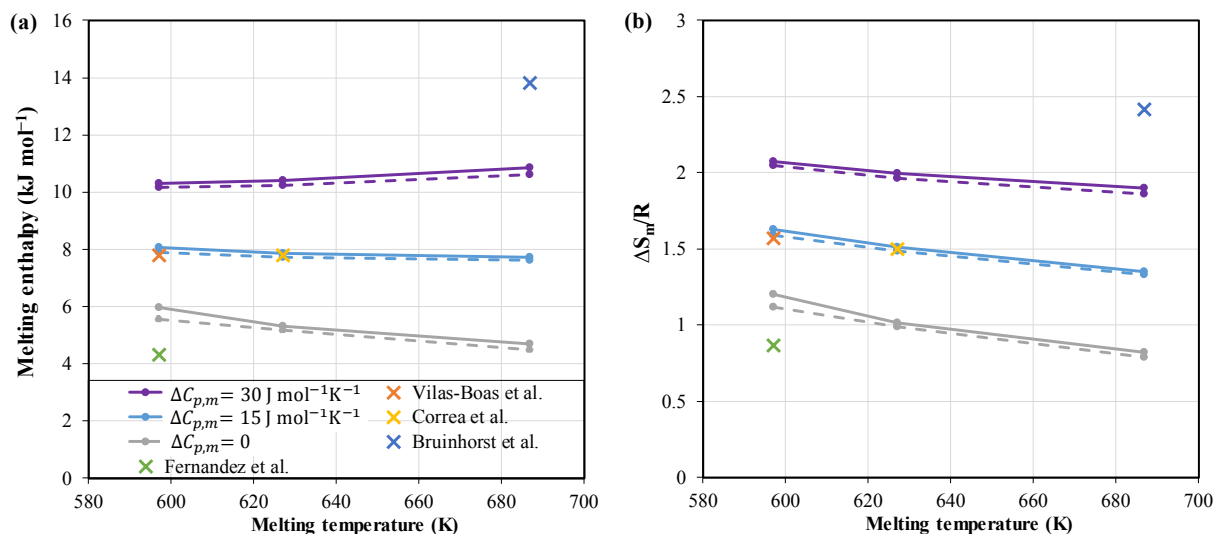 (a)
Melting enthalpy (kJ mol⁻¹)
16
14
12
10
8
6
4
2
0
580
600
620
640
660
680
700
Melting temperature (K)
ΔC_{p,m} = 30 J mol⁻¹K⁻¹
ΔC_{p,m} = 15 J mol⁻¹K⁻¹
ΔC_{p,m} = 0
Fernandez et al.
Vilas-Boas et al.
Correa et al.
Bruinhorst et al.
(b)
ΔS_m/R
3
2.5
2
1.5
1
0.5
0
580
600
620
640
660
680
700
Melting temperature (K)